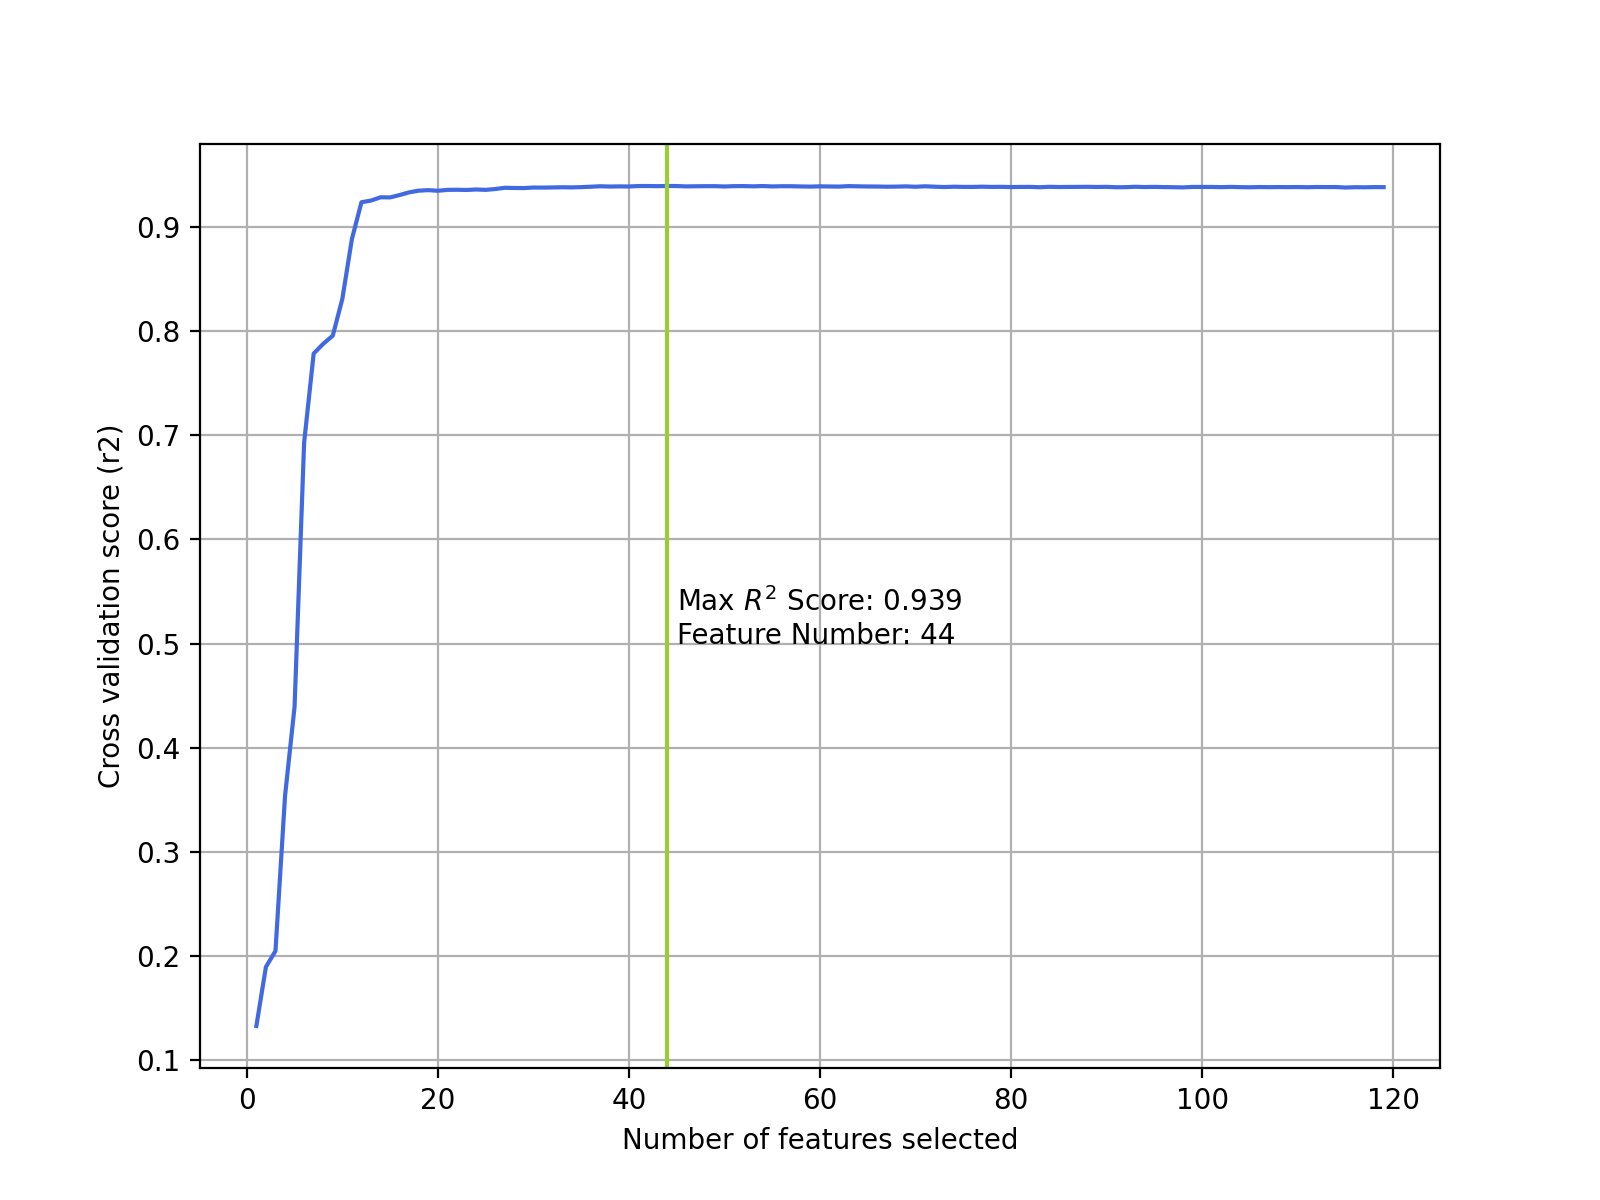 0.9
0.8
0.7
0.6
0.5
0.4
0.3
0.2
0.1
Cross validation score (r2)
Max R² Score: 0.939
Feature Number: 44
0 20 40 60 80 100 120
Number of features selected